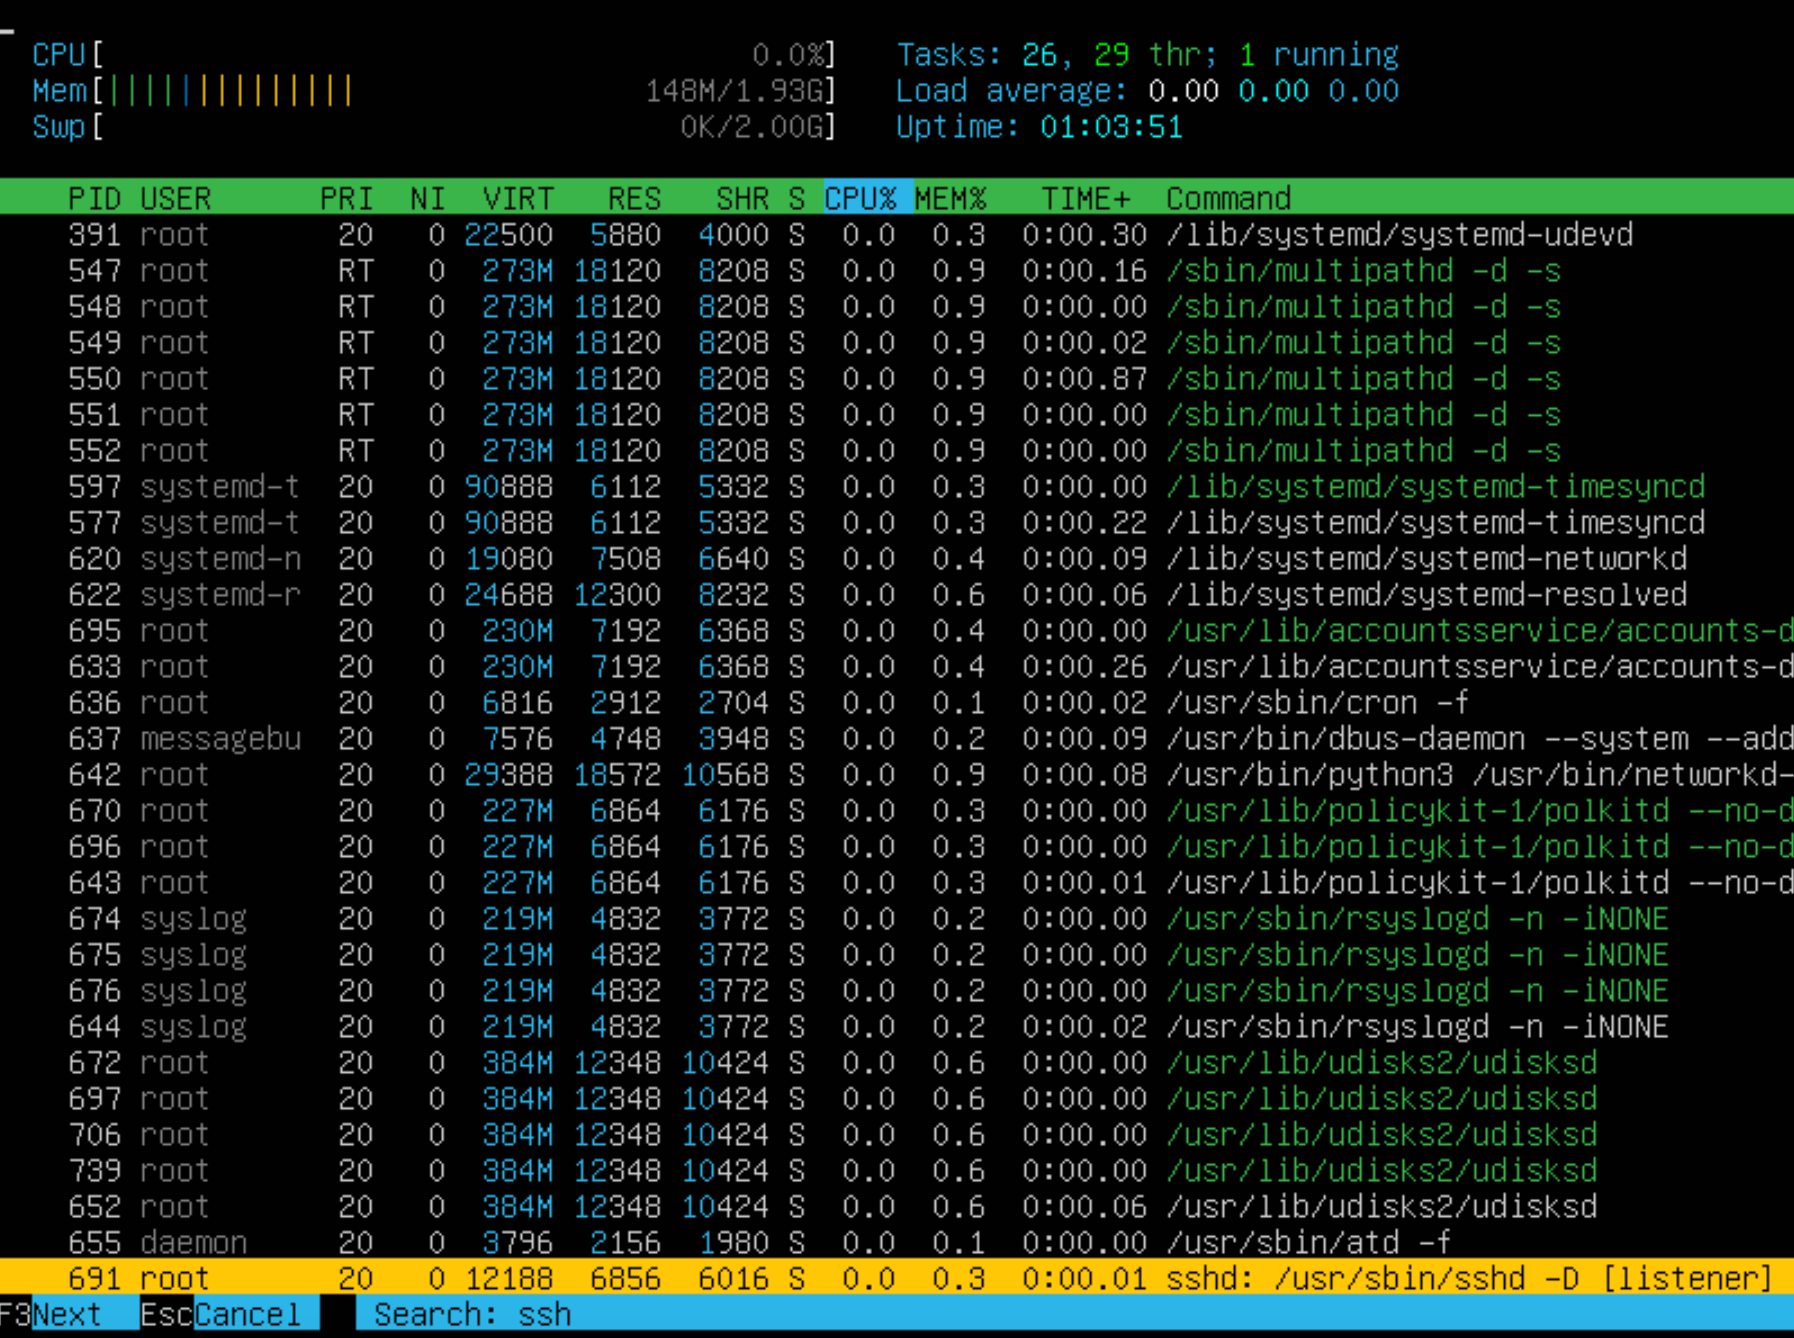 CPU[ 0.0%] Tasks: 26, 29 thr; 1 running
Mem[|||||||||||||||| 148M/1.93G] Load average: 0.00 0.00 0.00
Swp[ 0K/2.00G] Uptime: 01:03:51
PID USER PRI NI VIRT RES SHR S CPU% MEM% TIME+ Command
391 root 20 0 22500 5880 4000 S 0.0 0.3 0:00.30 /lib/systemd/systemd-udevd
547 root RT 0 273M 18120 8208 S 0.0 0.9 0:00.16 /sbin/multipathd -d -s
548 root RT 0 273M 18120 8208 S 0.0 0.9 0:00.00 /sbin/multipathd -d -s
549 root RT 0 273M 18120 8208 S 0.0 0.9 0:00.02 /sbin/multipathd -d -s
550 root RT 0 273M 18120 8208 S 0.0 0.9 0:00.87 /sbin/multipathd -d -s
551 root RT 0 273M 18120 8208 S 0.0 0.9 0:00.00 /sbin/multipathd -d -s
552 root RT 0 273M 18120 8208 S 0.0 0.9 0:00.00 /sbin/multipathd -d -s
597 systemd-t 20 0 90888 6112 5332 S 0.0 0.3 0:00.00 /lib/systemd/systemd-timesyncd
577 systemd-t 20 0 90888 6112 5332 S 0.0 0.3 0:00.22 /lib/systemd/systemd-timesyncd
620 systemd-n 20 0 19080 7508 6640 S 0.0 0.4 0:00.09 /lib/systemd/systemd-networkd
622 systemd-r 20 0 24688 12300 8232 S 0.0 0.6 0:00.06 /lib/systemd/systemd-resolved
695 root 20 0 230M 7192 6368 S 0.0 0.4 0:00.00 /usr/lib/accountsservice/accounts-d
633 root 20 0 230M 7192 6368 S 0.0 0.4 0:00.26 /usr/lib/accountsservice/accounts-d
636 root 20 0 6816 2912 2704 S 0.0 0.1 0:00.02 /usr/sbin/cron -f
637 messagebu 20 0 7576 4748 3948 S 0.0 0.2 0:00.09 /usr/bin/dbus-daemon --system --add
642 root 20 0 29388 18572 10568 S 0.0 0.9 0:00.08 /usr/bin/python3 /usr/bin/networkd-
670 root 20 0 227M 6864 6176 S 0.0 0.3 0:00.00 /usr/lib/policykit-1/polkitd --no-d
696 root 20 0 227M 6864 6176 S 0.0 0.3 0:00.00 /usr/lib/policykit-1/polkitd --no-d
643 root 20 0 227M 6864 6176 S 0.0 0.3 0:00.01 /usr/lib/policykit-1/polkitd --no-d
674 syslog 20 0 219M 4832 3772 S 0.0 0.2 0:00.00 /usr/sbin/rsyslogd -n -iNONE
675 syslog 20 0 219M 4832 3772 S 0.0 0.2 0:00.00 /usr/sbin/rsyslogd -n -iNONE
676 syslog 20 0 219M 4832 3772 S 0.0 0.2 0:00.00 /usr/sbin/rsyslogd -n -iNONE
644 syslog 20 0 219M 4832 3772 S 0.0 0.2 0:00.02 /usr/sbin/rsyslogd -n -iNONE
672 root 20 0 384M 12348 10424 S 0.0 0.6 0:00.00 /usr/lib/udisks2/udisksd
697 root 20 0 384M 12348 10424 S 0.0 0.6 0:00.00 /usr/lib/udisks2/udisksd
706 root 20 0 384M 12348 10424 S 0.0 0.6 0:00.00 /usr/lib/udisks2/udisksd
739 root 20 0 384M 12348 10424 S 0.0 0.6 0:00.00 /usr/lib/udisks2/udisksd
652 root 20 0 384M 12348 10424 S 0.0 0.6 0:00.06 /usr/lib/udisks2/udisksd
655 daemon 20 0 3796 2156 1980 S 0.0 0.1 0:00.00 /usr/sbin/atd -f
691 root 20 0 12188 6856 6016 S 0.0 0.3 0:00.01 sshd: /usr/sbin/sshd -D [listener]
F3Next EscCancel Search: ssh